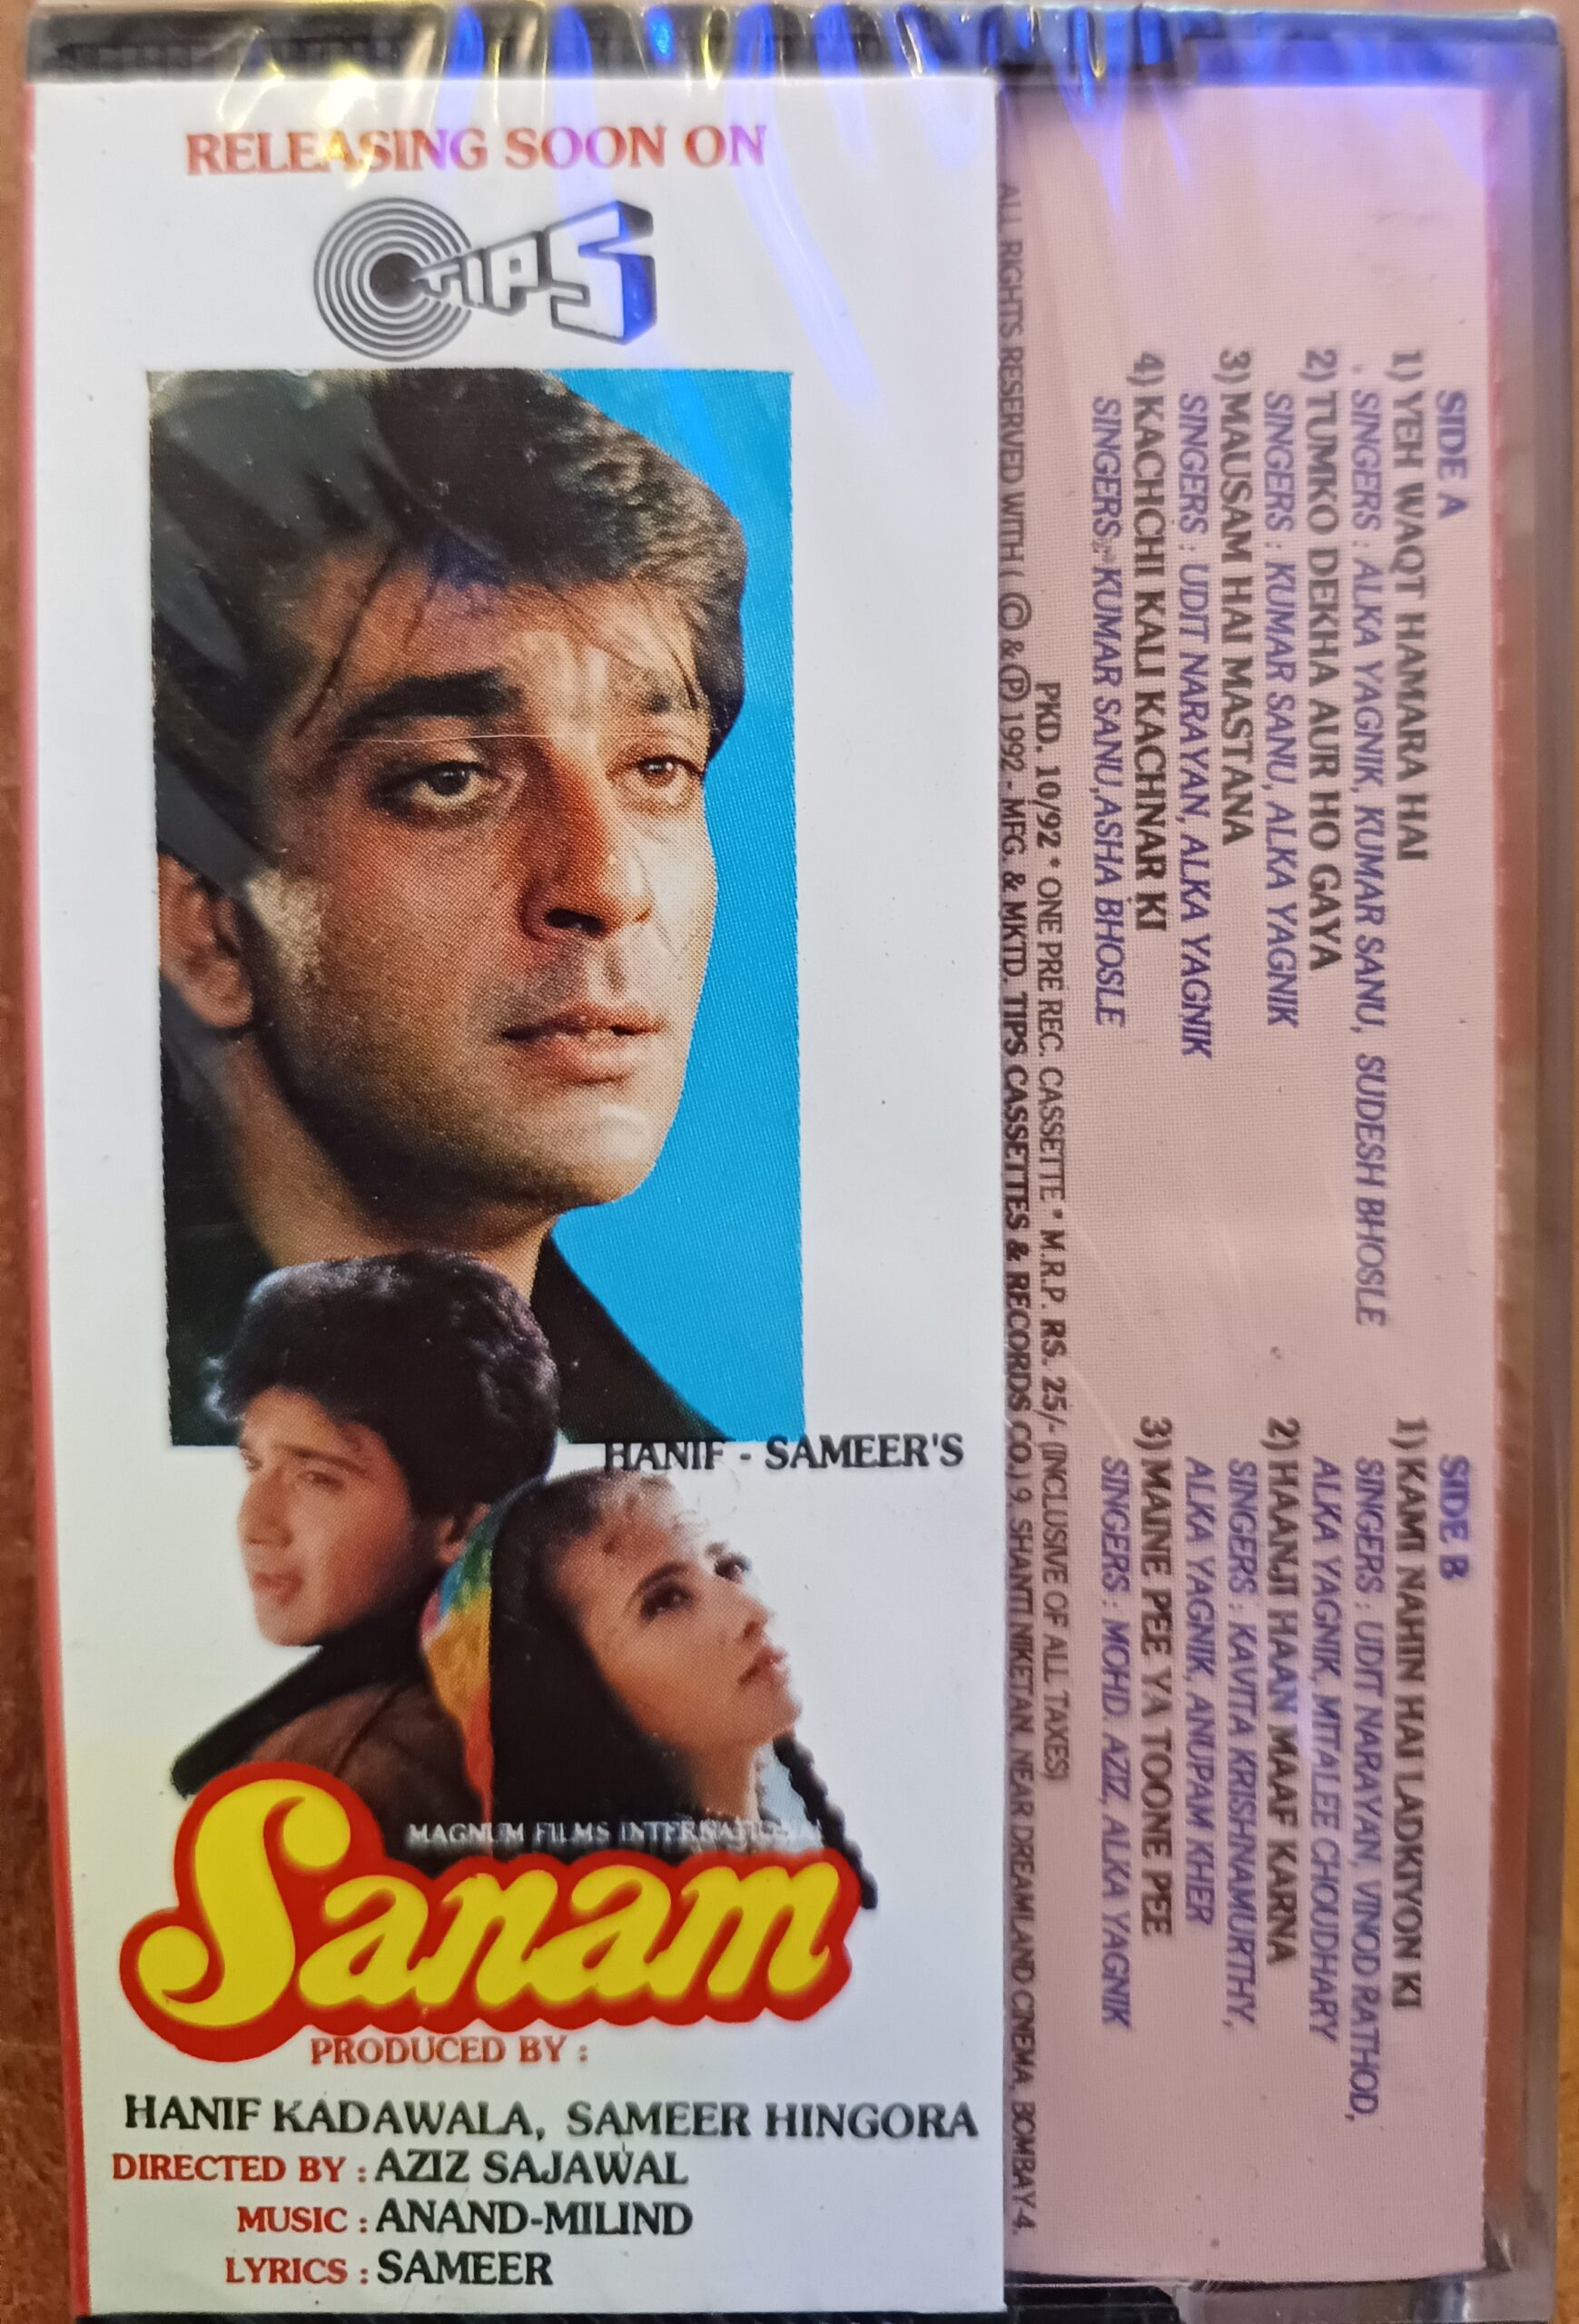 RELEASING SOON ON
TIPS
HANIF - SAMEER'S
MAGNUM FILMS INTERNATIONAL
Sanam
PRODUCED BY :
HANIF KADAWALA, SAMEER HINGORA
DIRECTED BY : AZIZ SAJAWAL
MUSIC : ANAND-MILIND
LYRICS : SAMEER
SIDE A
1) YEH WAQT HAMARA HAI
SINGERS : ALKA YAGNIK, KUMAR SANU, SUDESH BHOSLE
2) TUMKO DEKHA AUR HO GAYA
SINGERS : KUMAR SANU, ALKA YAGNIK
3) MAUSAM HAI MASTANA
SINGERS : UDIT NARAYAN, ALKA YAGNIK
4) KACHCHI KALI KACHNAR KI
SINGERS : KUMAR SANU,ASHA BHOSLE
SIDE B
1) KAMI NAHIN HAI LADKIYON KI
SINGERS : UDIT NARAYAN, VINOD RATHOD,
ALKA YAGNIK, MITALEE CHOUDHARY
2) HAANJI HAAN MAAF KARNA
SINGERS : KAVITA KRISHNAMURTHY,
ALKA YAGNIK, ANUPAM KHER
3) MAINE PEE YA TOONE PEE
SINGERS : MOHD. AZIZ, ALKA YAGNIK
PKD. 10/92 * ONE PRE REC. CASSETTE * M.R.P. RS. 25/- (INCLUSIVE OF ALL TAXES)
ALL RIGHTS RESERVED WITH ( © & ℗ 1992 - MFG. & MKTD. TIPS CASSETTES & RECORDS CO.) 9, SHANTI NIKETAN, NEAR DREAMLAND CINEMA, BOMBAY-4.